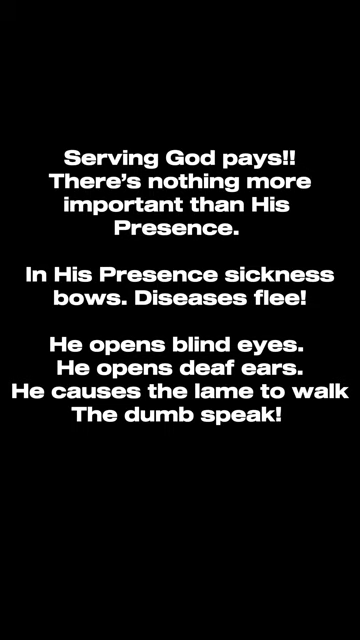 Serving God pays!!
There’s nothing more
important than His
Presence.
In His Presence sickness
bows. Diseases flee!
He opens blind eyes.
He opens deaf ears.
He causes the lame to walk
The dumb speak!